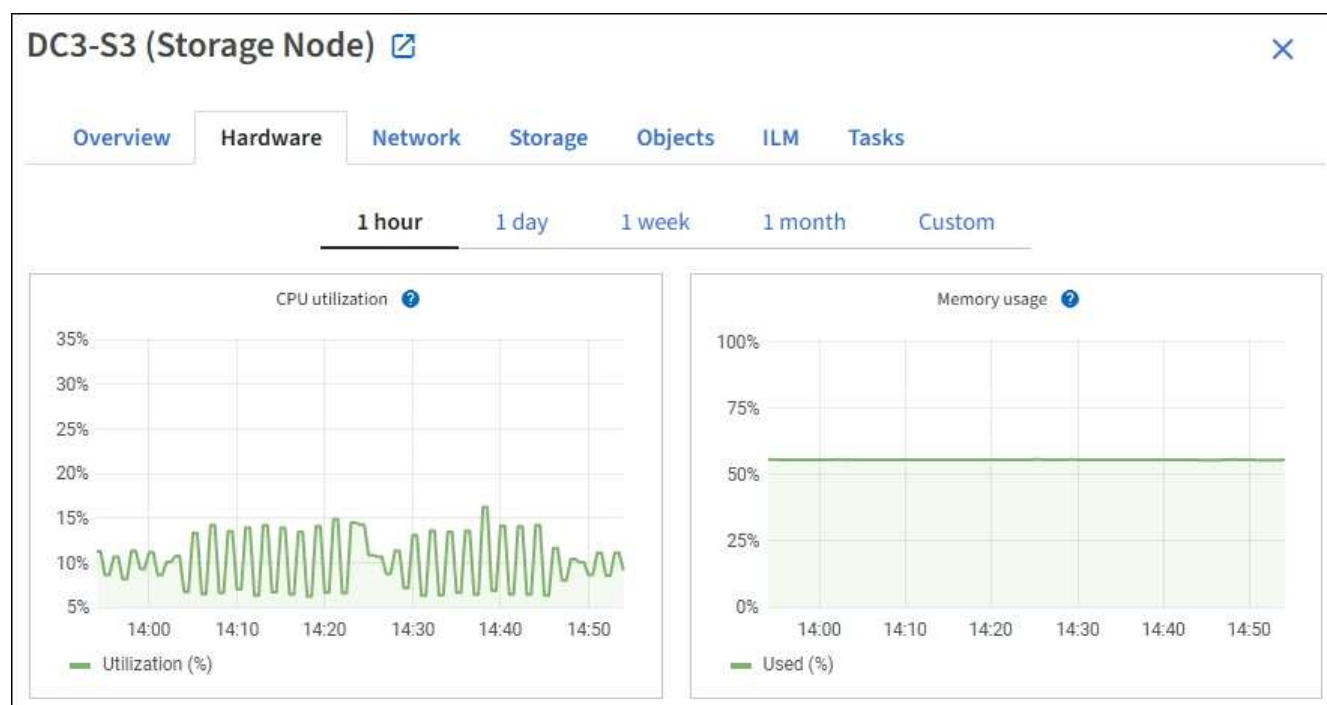 DC3-S3 (Storage Node)
Overview Hardware Network Storage Objects ILM Tasks
1 hour 1 day 1 week 1 month Custom
CPU utilization ?
35%
30%
25%
20%
15%
10%
5%
14:00 14:10 14:20 14:30 14:40 14:50
Utilization (%)
Memory usage ?
100%
75%
50%
25%
0%
14:00 14:10 14:20 14:30 14:40 14:50
Used (%)